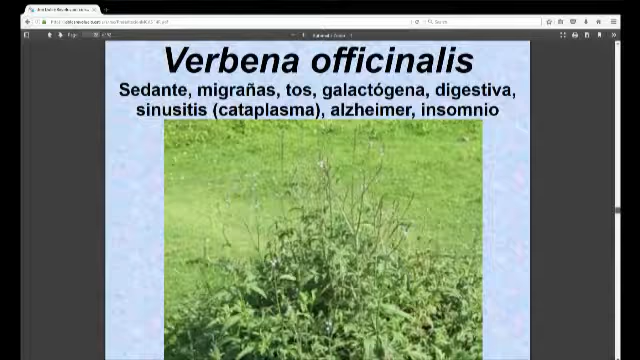 Verbena officinalis
Sedante, migrañas, tos, galactógena, digestiva,
sinusitis (cataplasma), alzheimer, insomnio